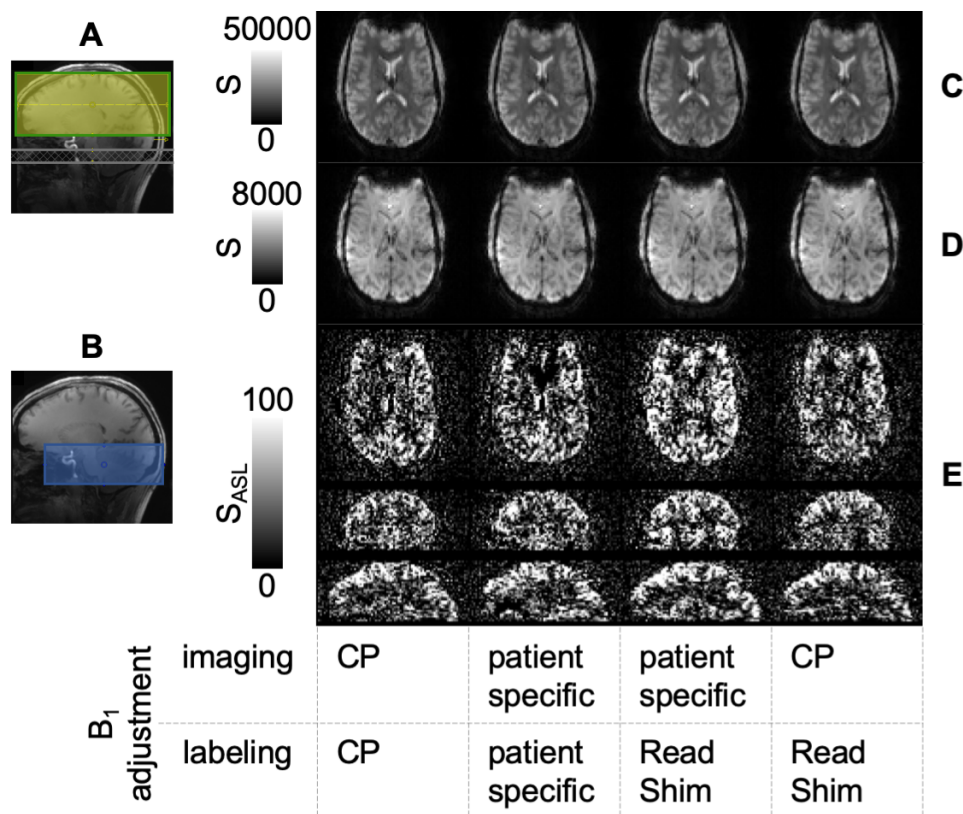 A
50000
S
0
C
8000
S
0
D
B
100
S_ASL
0
E
B1
adjustment
imaging
CP
patient
specific
patient
specific
CP
labeling
CP
patient
specific
Read
Shim
Read
Shim